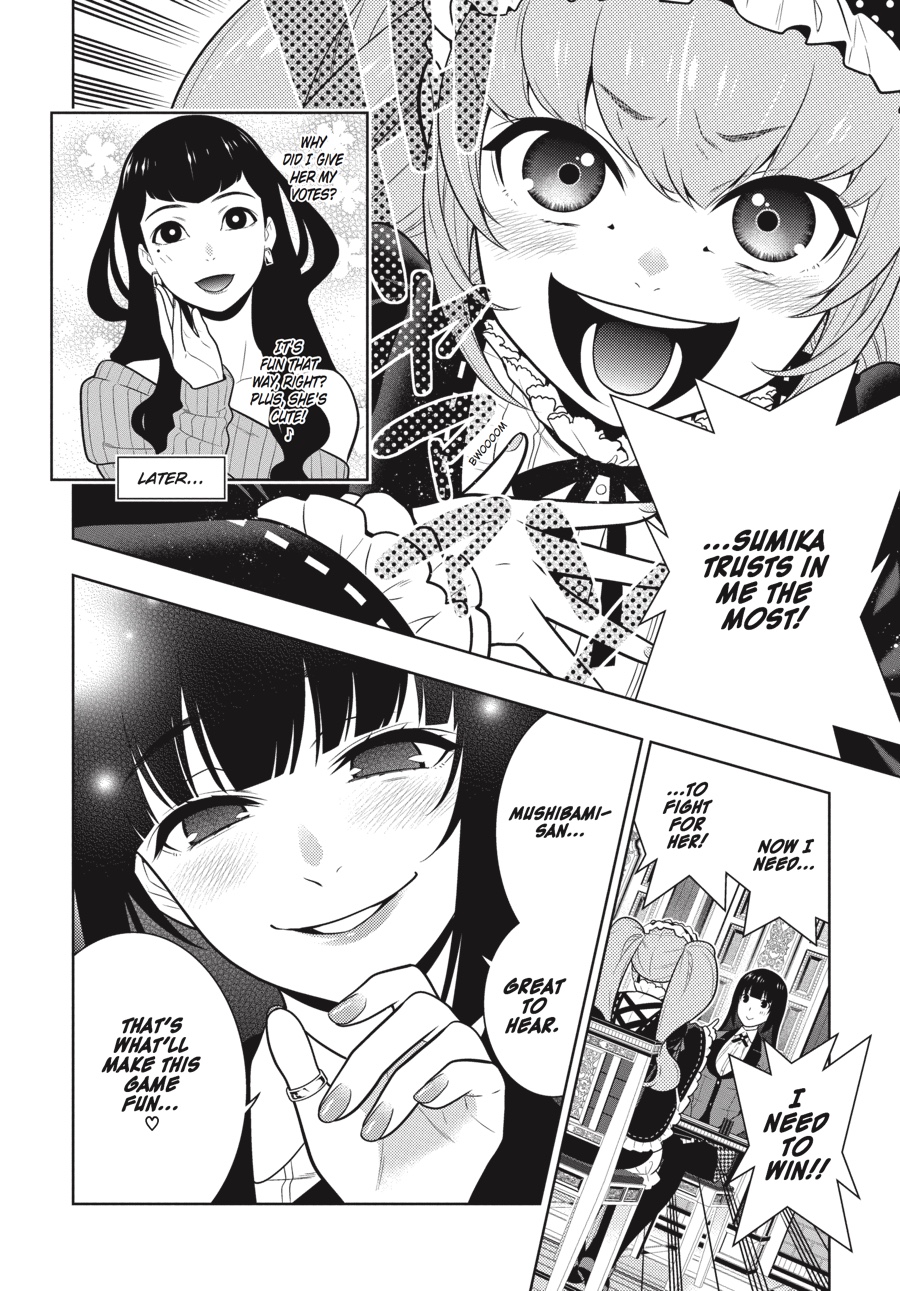 WHY
DID I GIVE
HER MY
VOTES?
IT'S
FUN THAT
WAY, RIGHT?
PLUS, SHE'S
CUTE!
♪
LATER...
BWOOOOM
...SUMIKA
TRUSTS IN
ME THE
MOST!
NOW I
NEED...
...TO
FIGHT
FOR
HER!
I
NEED
TO
WIN!!
MUSHIBAMI-
SAN...
GREAT
TO
HEAR.
THAT'S
WHAT'LL
MAKE THIS
GAME
FUN...
♡